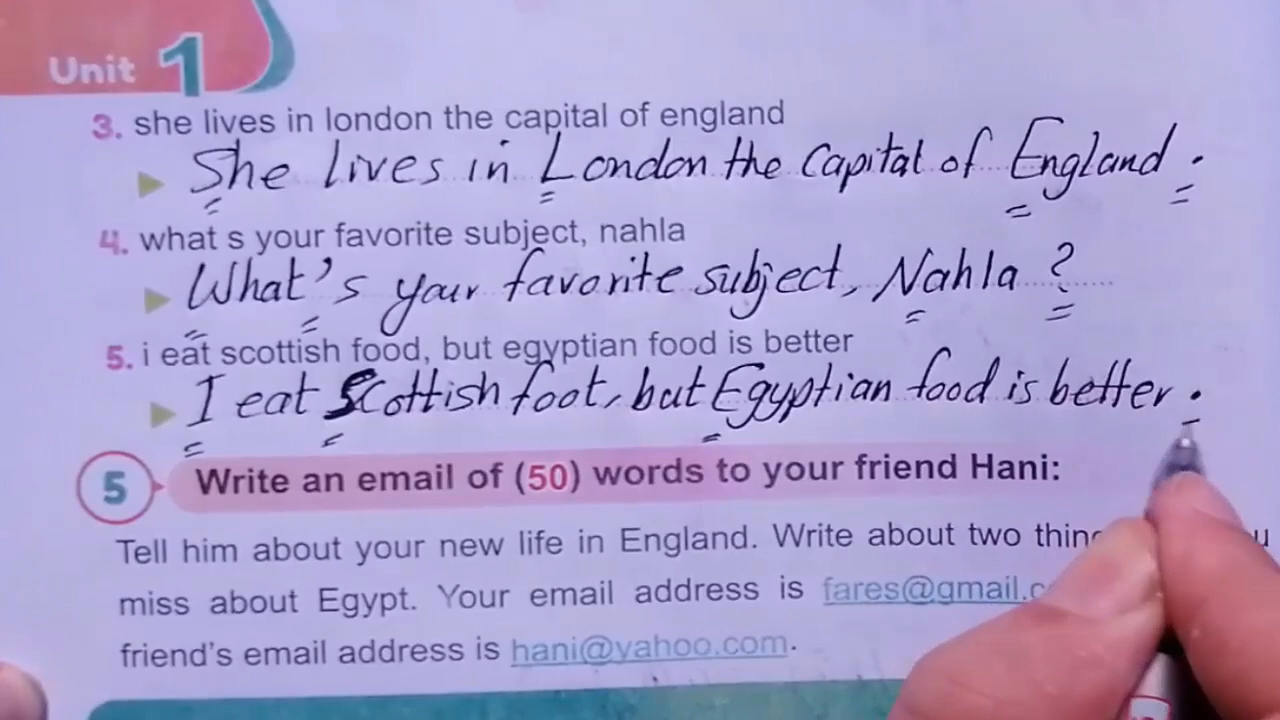 Unit 1
3. she lives in london the capital of england
She lives in London the capital of England.
4. what s your favorite subject, nahla
What's your favorite subject, Nahla?
5. i eat scottish food, but egyptian food is better
I eat Scottish foot, but Egyptian food is better.
5 Write an email of (50) words to your friend Hani:
Tell him about your new life in England. Write about two
miss about Egypt. Your email address is fares@gmail.
friend's email address is hani@yahoo.com.